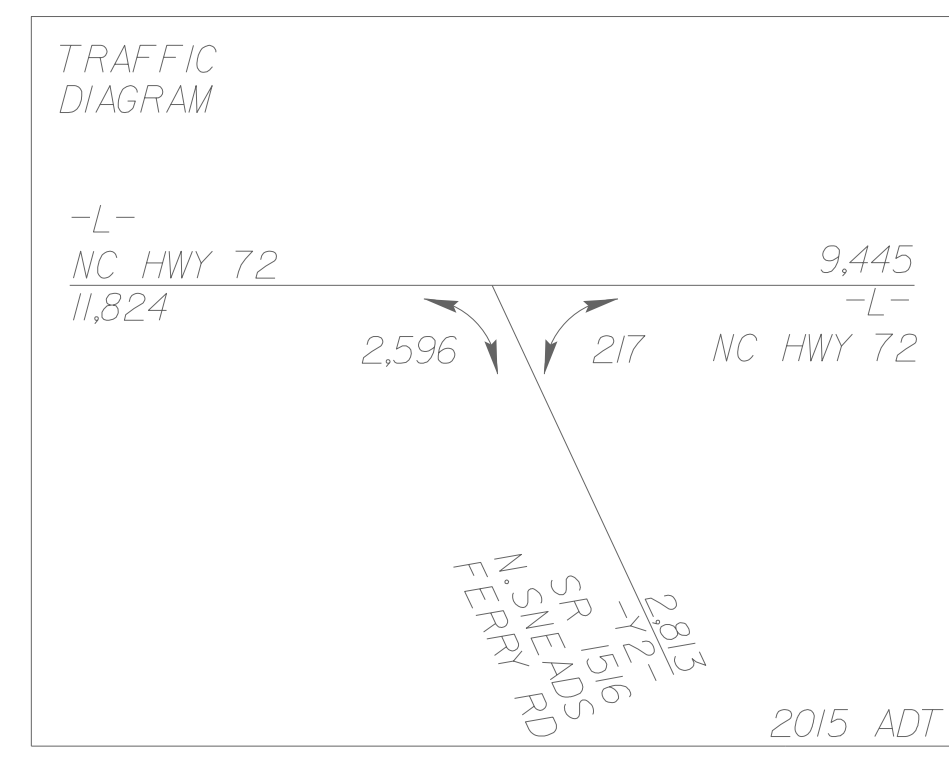 TRAFFIC
DIAGRAM
-L-
NC HWY 72
11,824
9,445
-L-
NC HWY 72
2,596
217
2,813
-Y2-
SR 1516
N. SNEADS
FERRY RD
2015 ADT